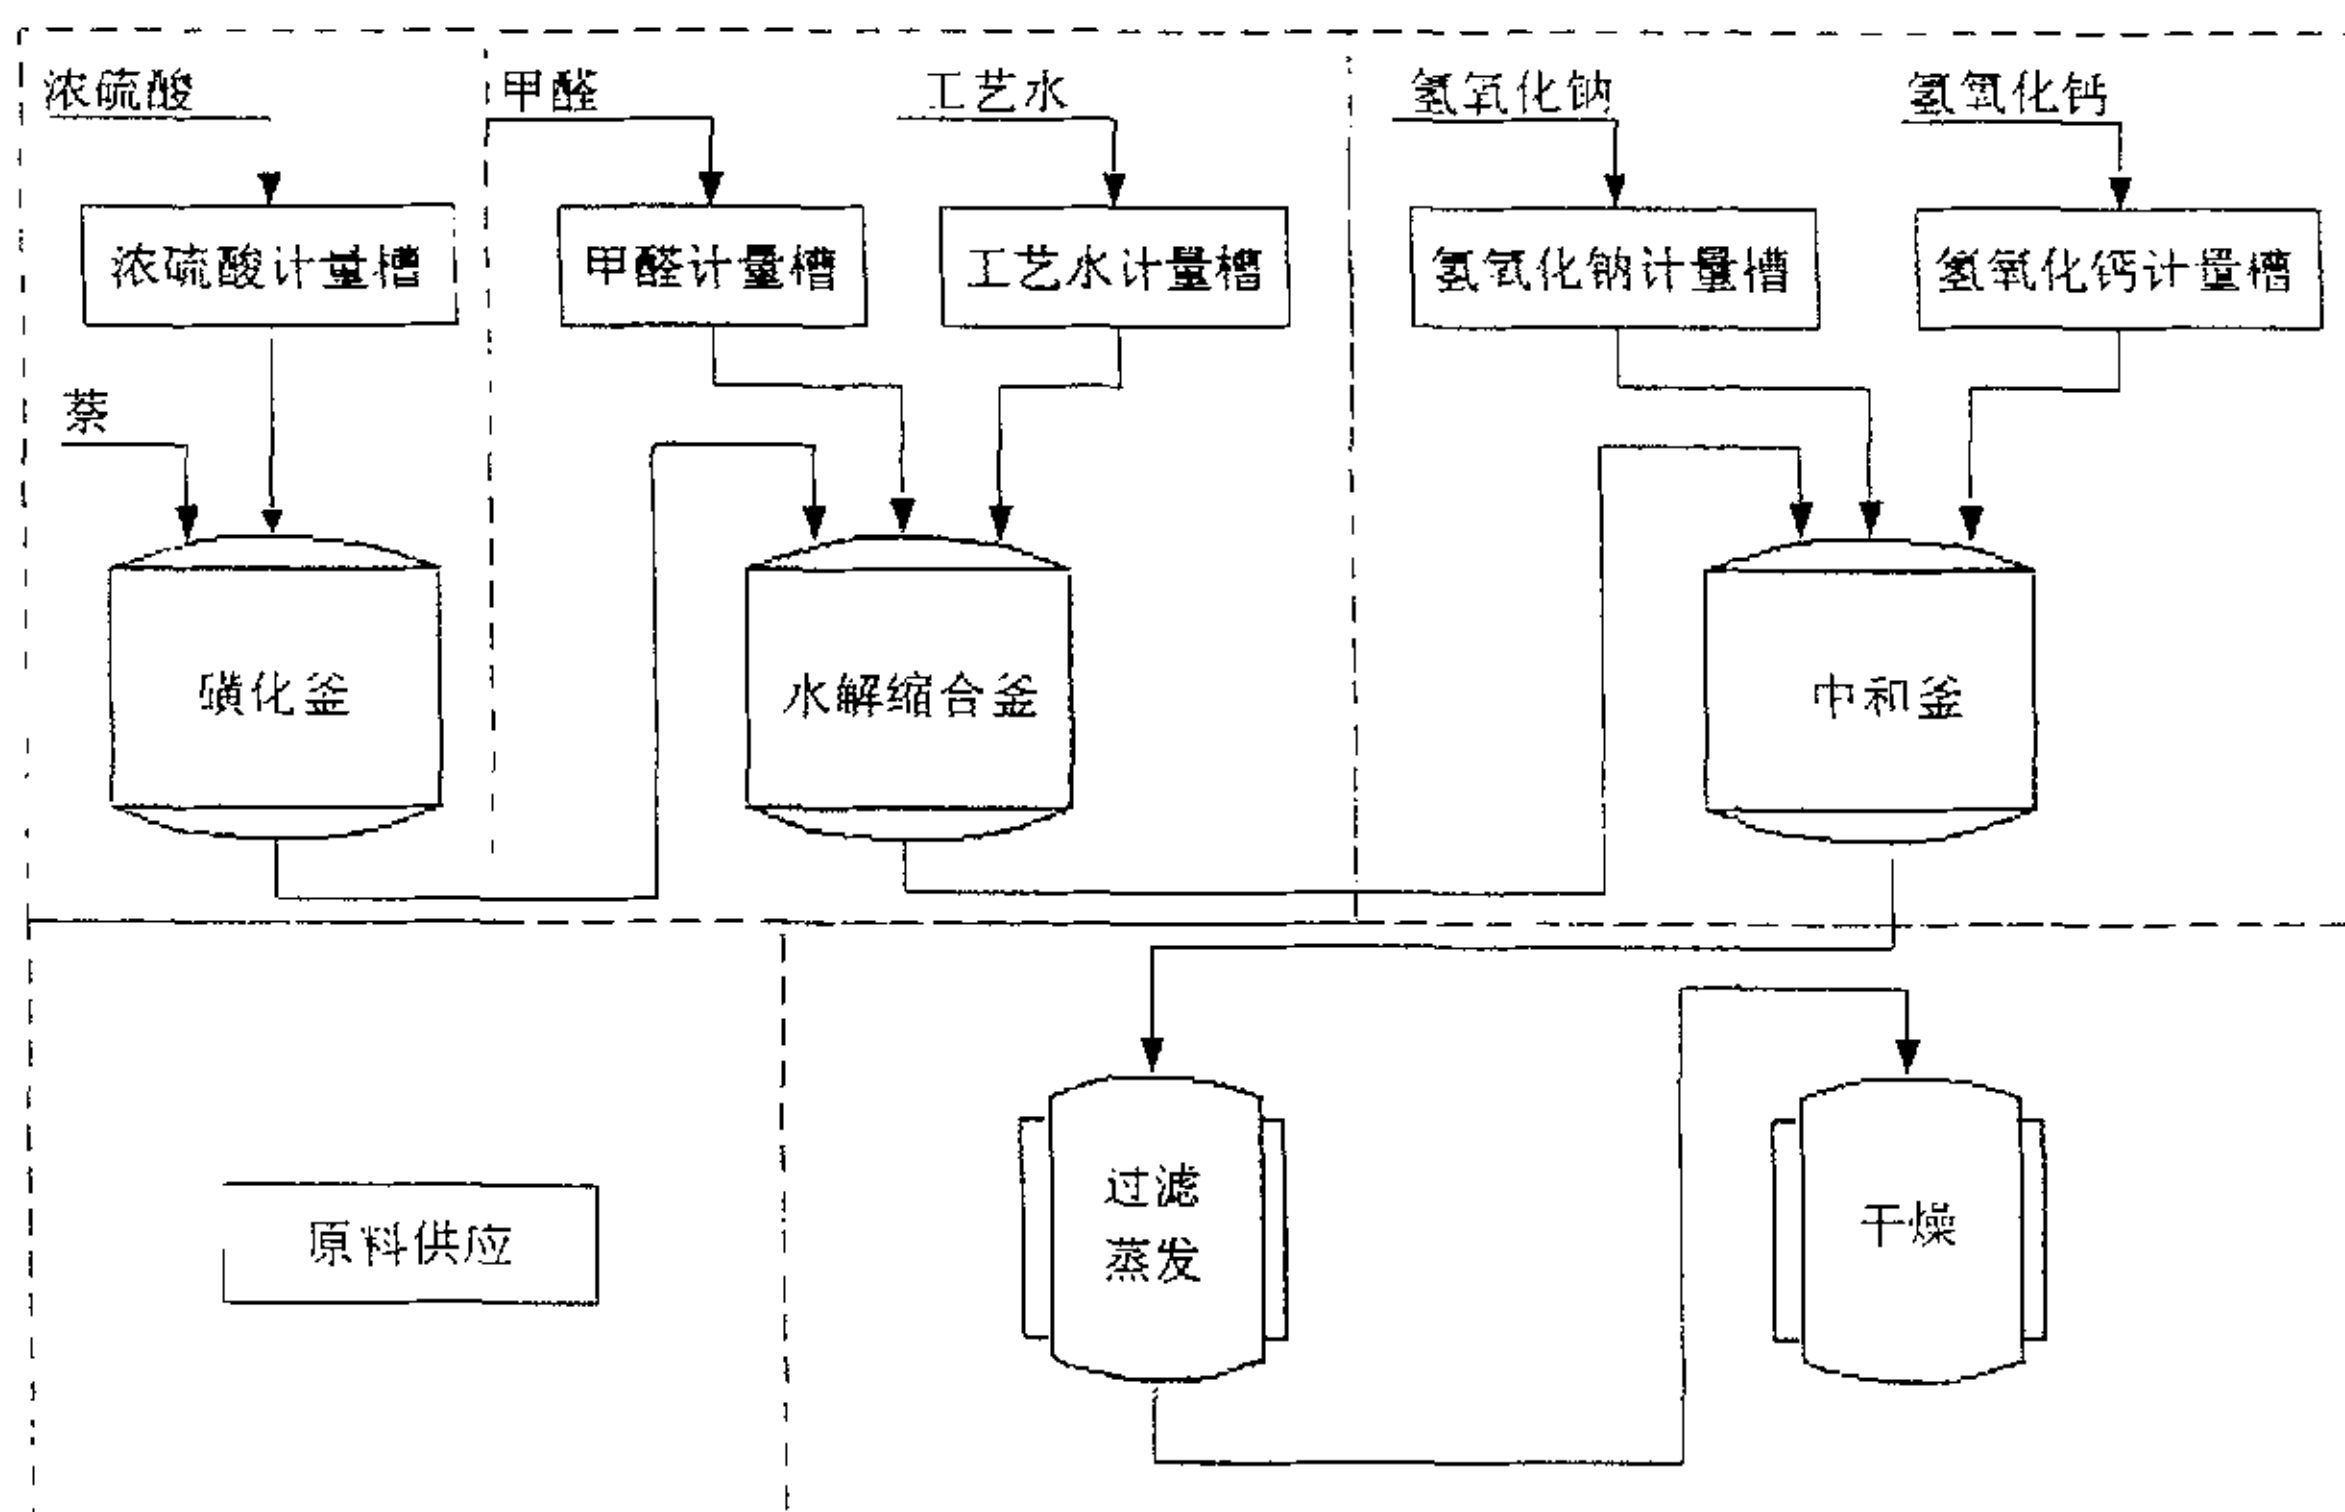 浓硫酸
甲醛
工艺水
氢氧化钠
氢氧化钙
浓硫酸计量槽
甲醛计量槽
工艺水计量槽
氢氧化钠计量槽
氢氧化钙计量槽
萘
磺化釜
水解缩合釜
中和釜
过滤
蒸发
干燥
原料供应